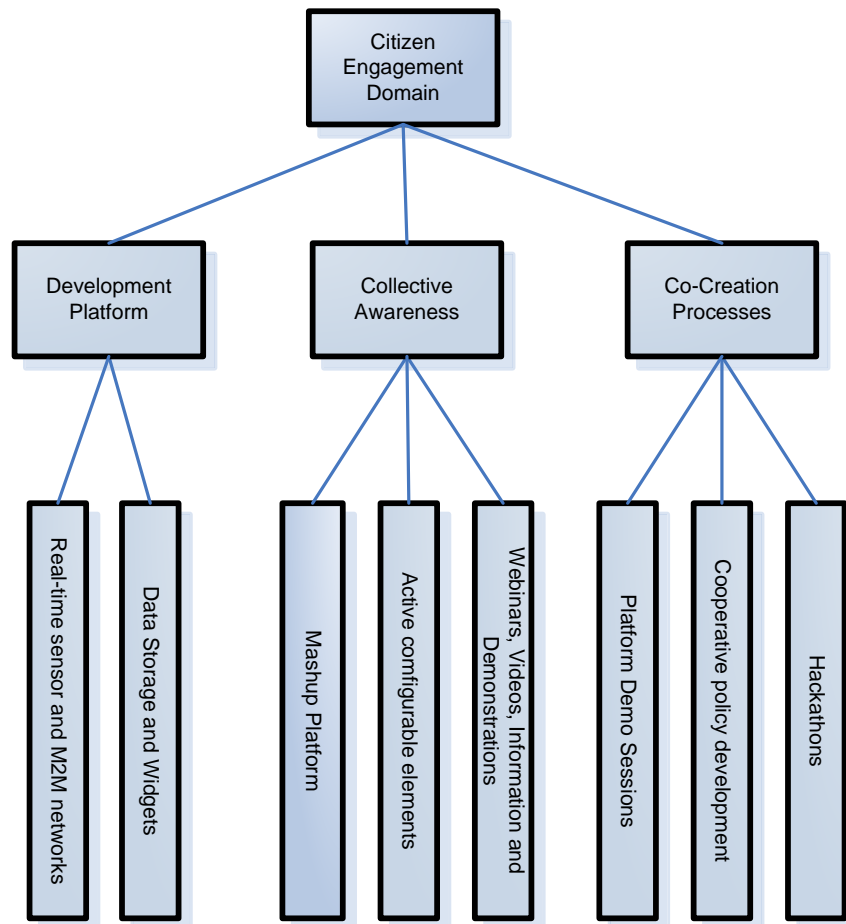 Citizen
Engagement
Domain
Development
Platform
Collective
Awareness
Co-Creation
Processes
Real-time sensor and M2M networks
Data Storage and Widgets
Mashup Platform
Active comfigurable elements
Webinars, Videos, Information and
Demonstrations
Platform Demo Sessions
Cooperative policy development
Hackathons